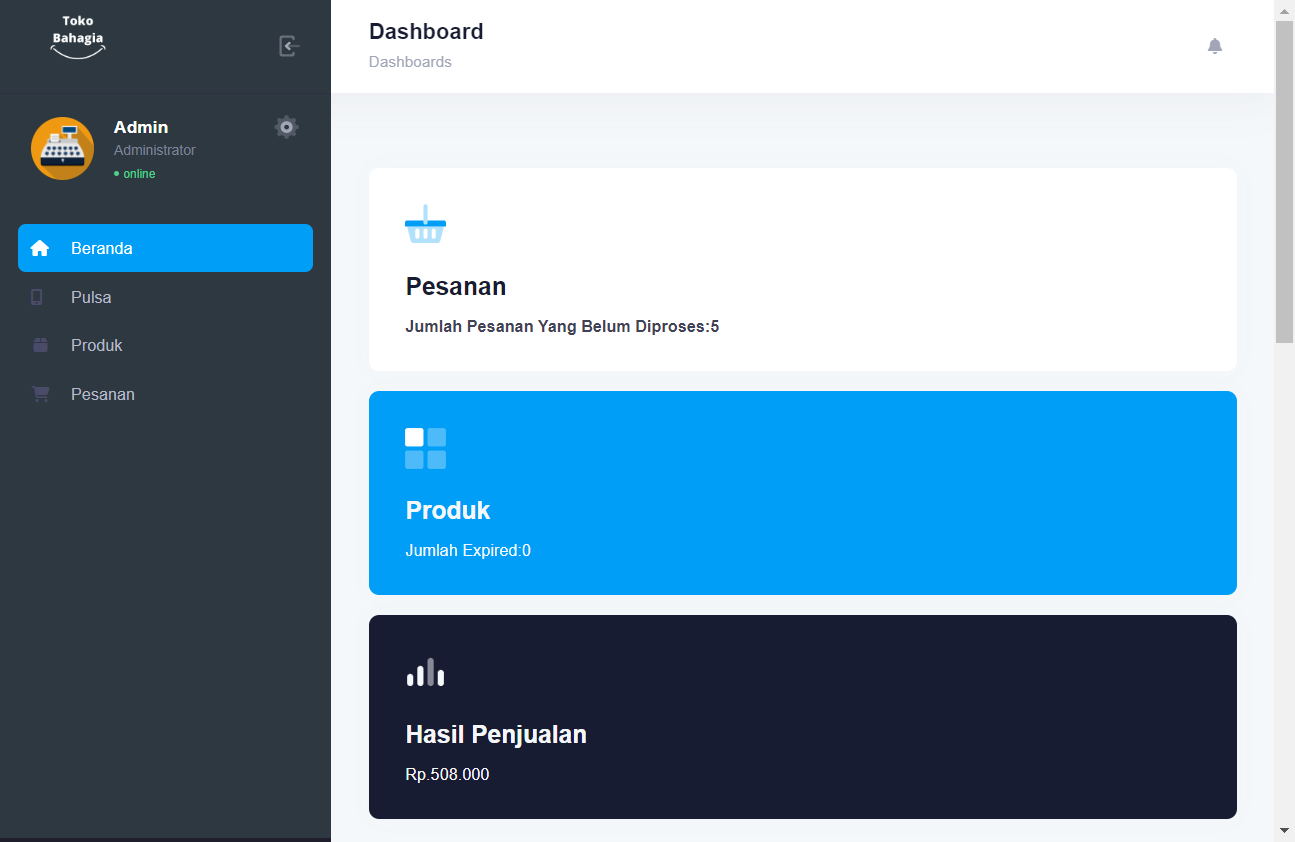 Toko
Bahagia
Dashboard
Dashboards
Admin
Administrator
• online
Beranda
Pulsa
Produk
Pesanan
Pesanan
Jumlah Pesanan Yang Belum Diproses:5
Produk
Jumlah Expired:0
Hasil Penjualan
Rp.508.000